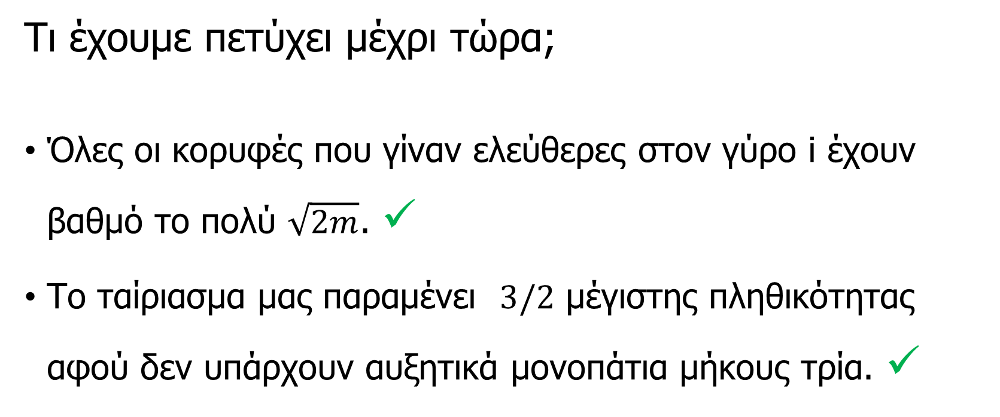 Τι έχουμε πετύχει μέχρι τώρα;
• Όλες οι κορυφές που γίναν ελεύθερες στον γύρο i έχουν
βαθμό το πολύ √2m. ✓
• Το ταίριασμα μας παραμένει 3/2 μέγιστης πληθικότητας
αφού δεν υπάρχουν αυξητικά μονοπάτια μήκους τρία. ✓